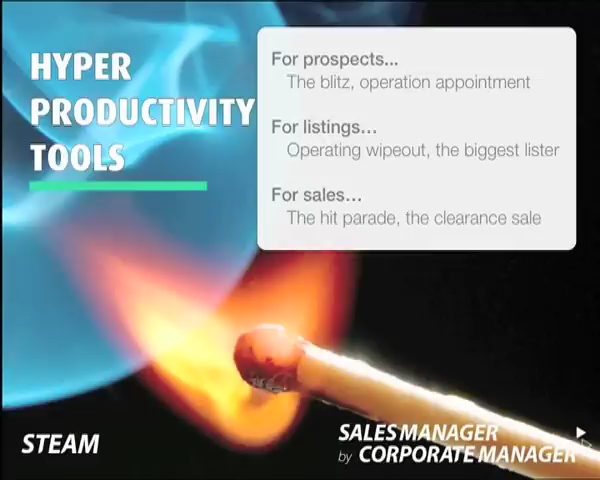 HYPER
PRODUCTIVITY
TOOLS
For prospects...
The blitz, operation appointment
For listings...
Operating wipeout, the biggest lister
For sales...
The hit parade, the clearance sale
STEAM
SALES MANAGER
by CORPORATE MANAGER